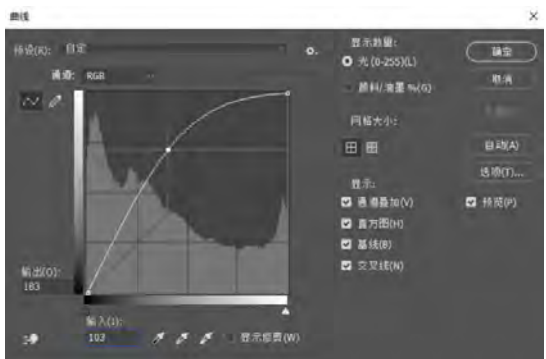 曲线
预设(R): 自定
通道: RGB
输出(O):
183
输入(I):
103
显示修剪(W)
显示数量:
光 (0-255)(L)
颜料/油墨 %(G)
网格大小:
显示:
通道叠加(V)
直方图(H)
基线(B)
交叉线(N)
确定
取消
自动(A)
选项(T)...
预览(P)